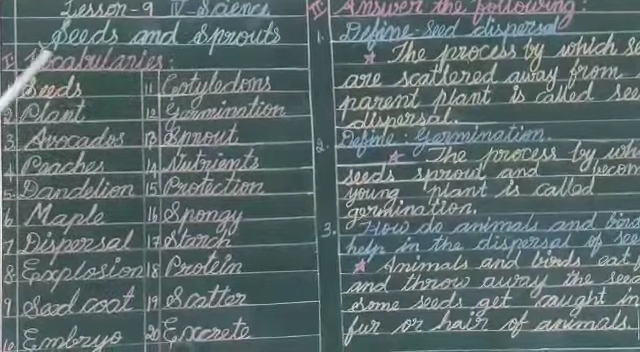 Lesson-9 IV-Science
Seeds and Sprouts
I. Vocabularies:
Seeds
2 Plant
3 Avocados
4 Peaches
5 Dandelion
6 Maple
7 Dispersal
8 Explosion
9 Seed coat
10 Embryo
11 Cotyledons
12 Germination
13 Sprout
14 Nutrients
15 Protection
16 Spongy
17 Starch
18 Protein
19 Scatter
20 Excrete
II Answer the following:
1. Define-Seed dispersal
★ The process by which
are scattered away from
parent plant is called
dispersal.
2. Define: Germination.
★ The process by
seeds sprout and
young plant is called
germination.
3. How do animals and
help in the dispersal of
★ Animals and birds eat
and throw away the
some seeds get caught in
fur or hair of animals.